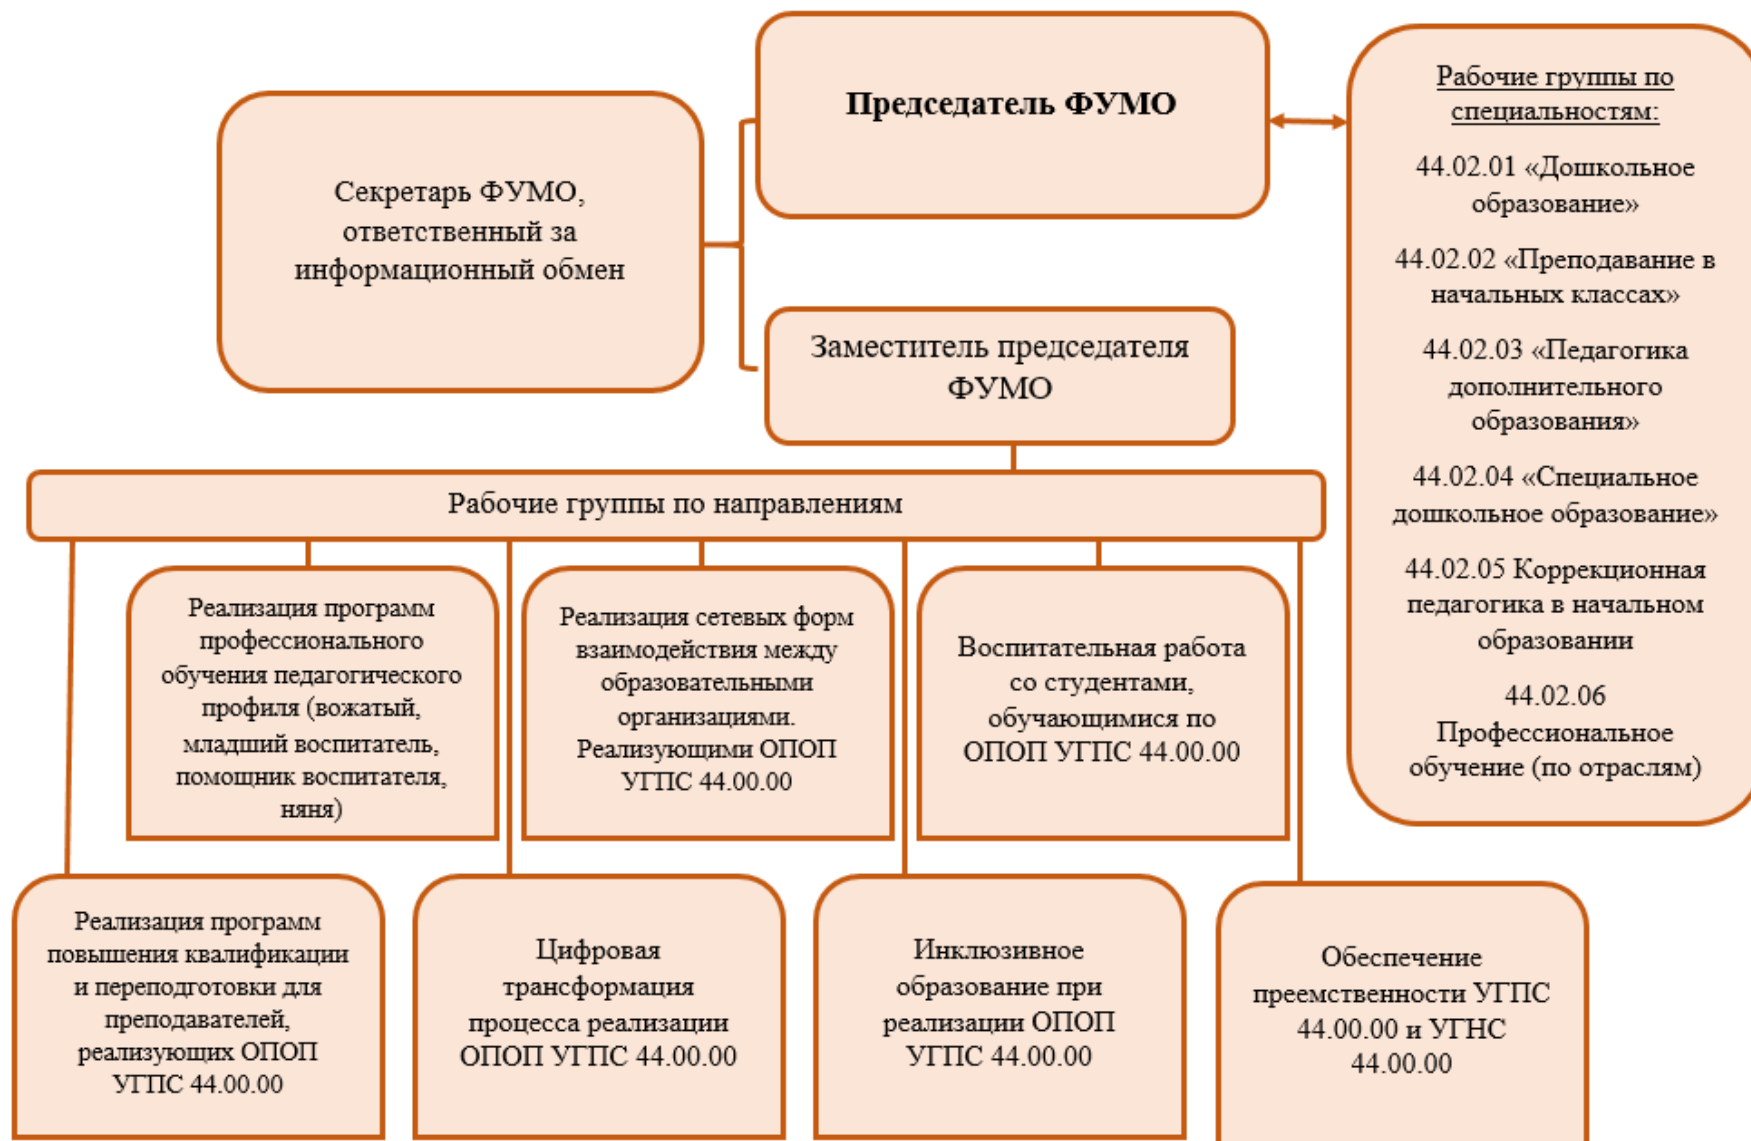 Председатель ФУМО
Секретарь ФУМО,
ответственный за
информационный обмен
Заместитель председателя
ФУМО
Рабочие группы по
специальностям:
44.02.01 «Дошкольное
образование»
44.02.02 «Преподавание в
начальных классах»
44.02.03 «Педагогика
дополнительного
образования»
44.02.04 «Специальное
дошкольное образование»
44.02.05 Коррекционная
педагогика в начальном
образовании
44.02.06
Профессиональное
обучение (по отраслям)
Рабочие группы по направлениям
Реализация программ
профессионального
обучения педагогического
профиля (вожатый,
младший воспитатель,
помощник воспитателя,
няня)
Реализация сетевых форм
взаимодействия между
образовательными
организациями.
Реализующими ОПОП
УГПС 44.00.00
Воспитательная работа
со студентами,
обучающимися по
ОПОП УГПС 44.00.00
Реализация программ
повышения квалификации
и переподготовки для
преподавателей,
реализующих ОПОП
УГПС 44.00.00
Цифровая
трансформация
процесса реализации
ОПОП УГПС 44.00.00
Инклюзивное
образование при
реализации ОПОП
УГПС 44.00.00
Обеспечение
преемственности УГПС
44.00.00 и УГНС
44.00.00